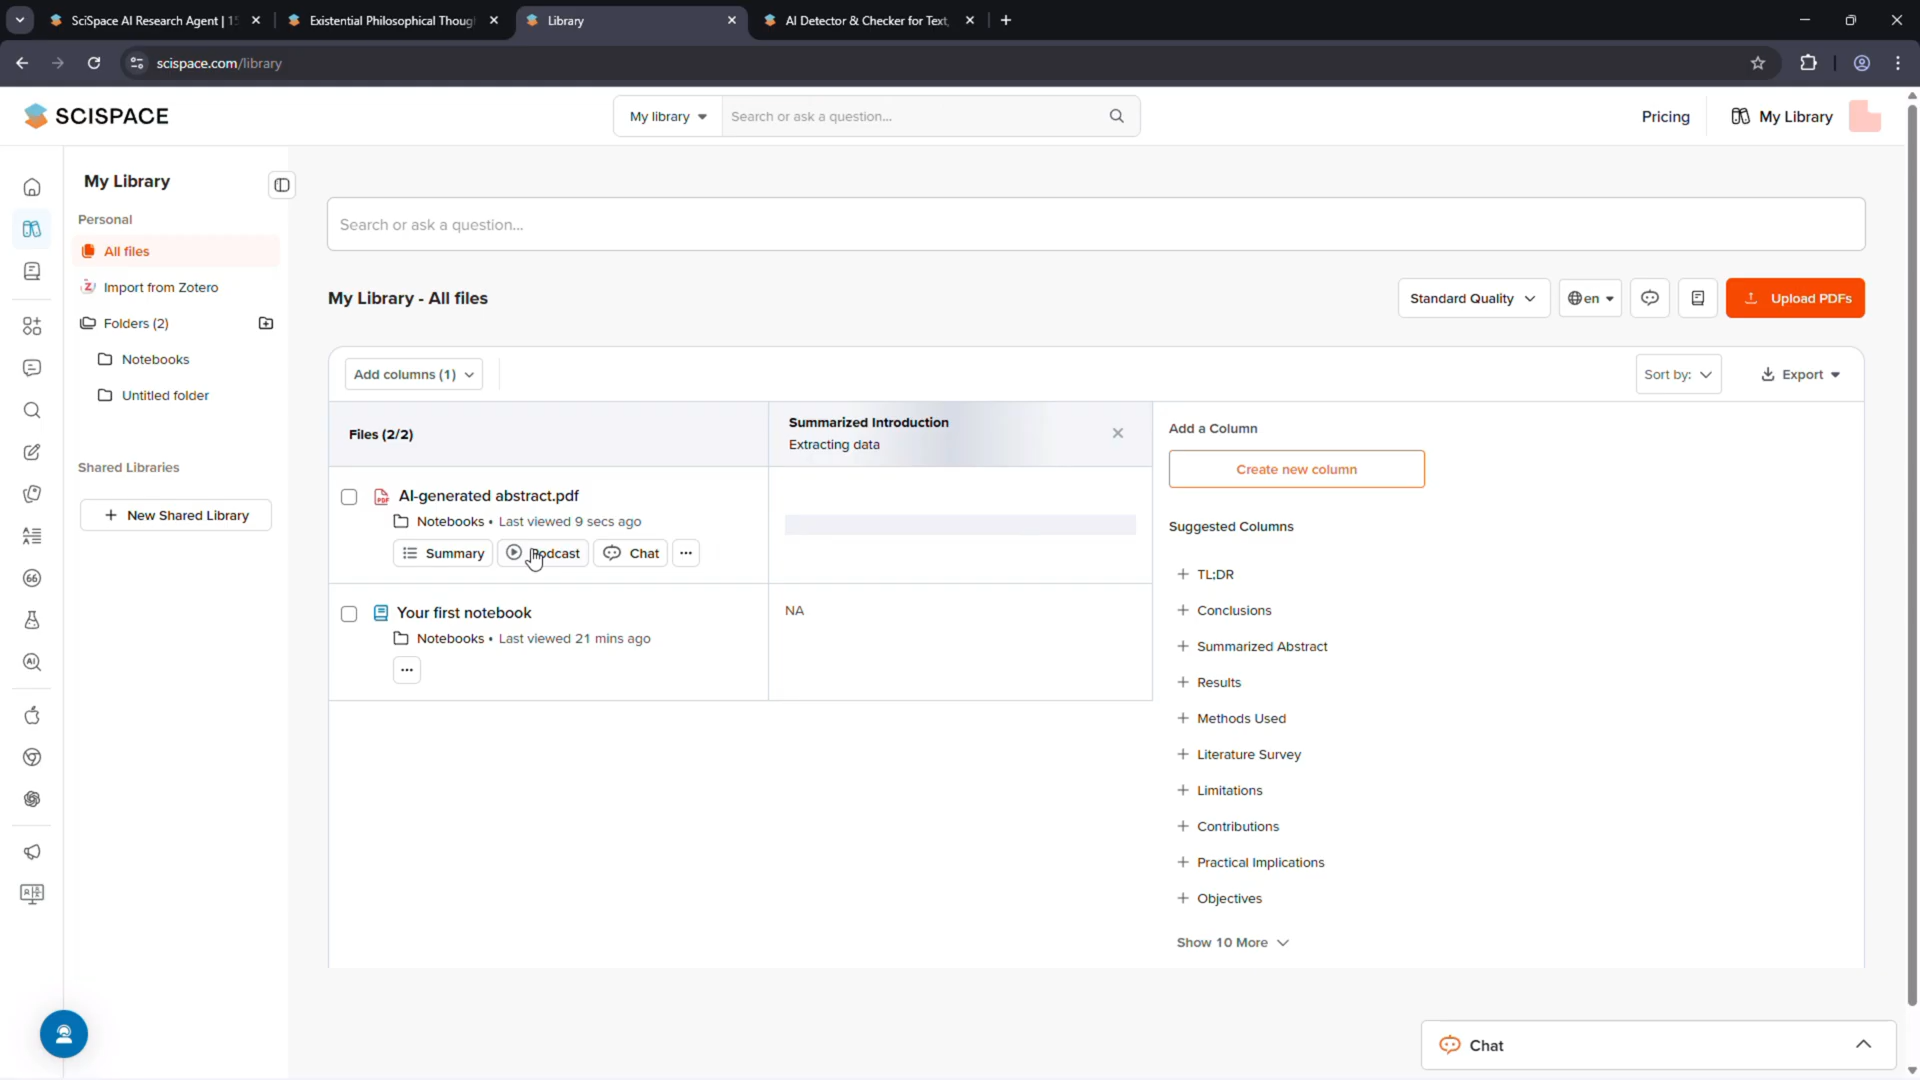 SciSpace AI Research Agent | 1
Existential Philosophical Thoug
Library
AI Detector & Checker for Text,
scispace.com/library
SCISPACE
My library
Search or ask a question...
Pricing
My Library
My Library
Personal
All files
Import from Zotero
Folders (2)
Notebooks
Untitled folder
Shared Libraries
+ New Shared Library
Search or ask a question...
My Library - All files
Standard Quality
en
Upload PDFs
Add columns (1)
Sort by:
Export
Files (2/2)
Summarized Introduction
Extracting data
AI-generated abstract.pdf
Notebooks • Last viewed 9 secs ago
Summary
Podcast
Chat
Your first notebook
Notebooks • Last viewed 21 mins ago
NA
Add a Column
Create new column
Suggested Columns
+ TL;DR
+ Conclusions
+ Summarized Abstract
+ Results
+ Methods Used
+ Literature Survey
+ Limitations
+ Contributions
+ Practical Implications
+ Objectives
Show 10 More
Chat